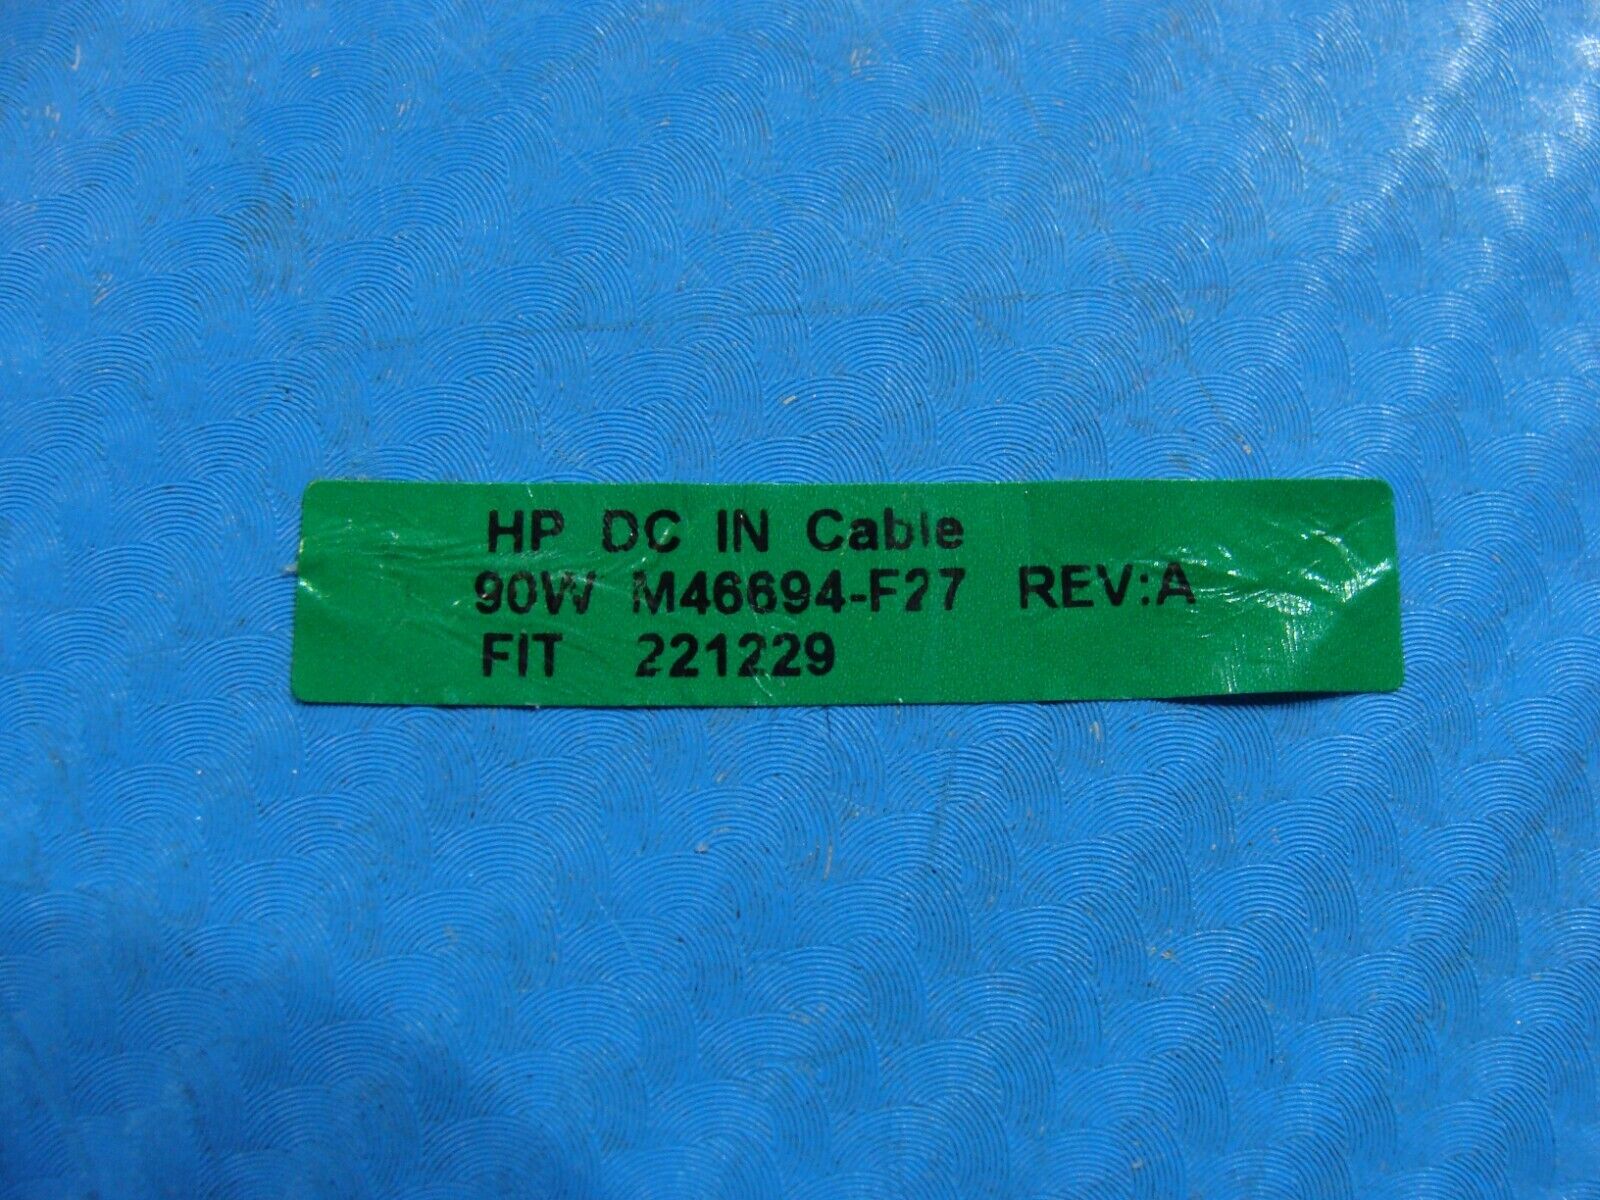 HP DC IN Cable
90W M46694-F27 REV:A
FIT 221229